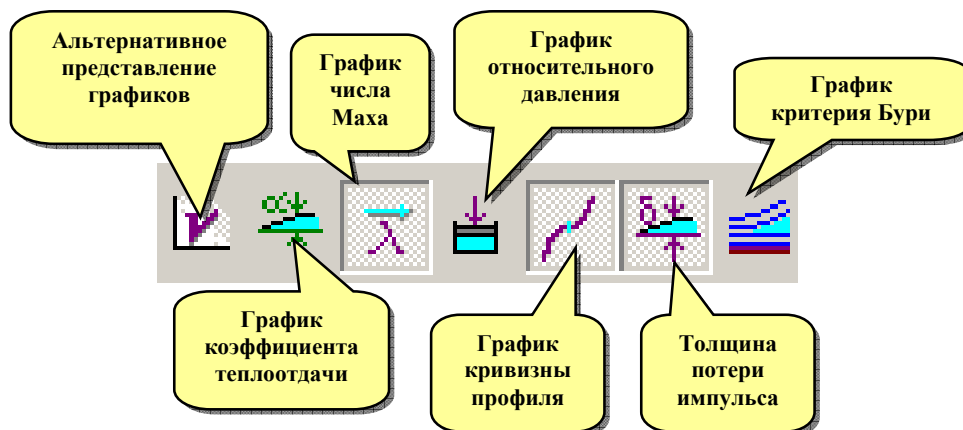 Альтернативное
представление
графиков
График
числа
Маха
График
относительного
давления
График
критерия Бури
α
λ
δ
График
коэффициента
теплоотдачи
График
кривизны
профиля
Толщина
потери
импульса